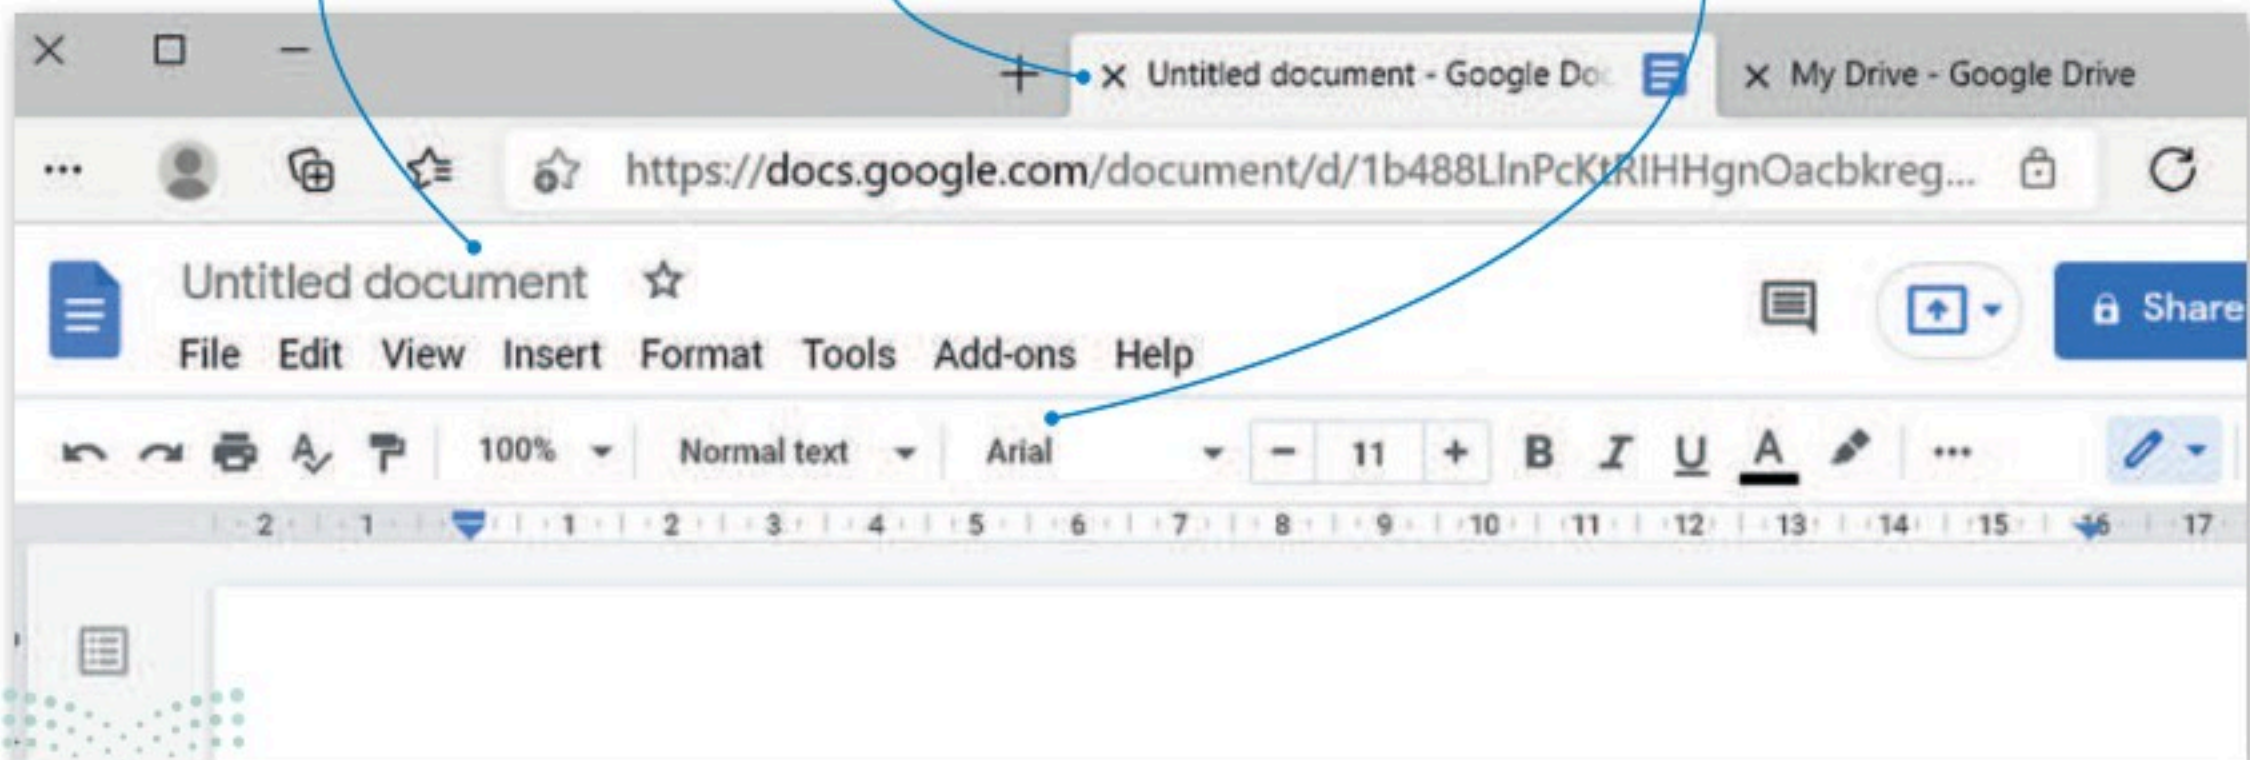 Untitled document - Google Doc
My Drive - Google Drive
https://docs.google.com/document/d/1b488LlnPcKtRIHHgnOacbkreg...
Untitled document
Share
File Edit View Insert Format Tools Add-ons Help
100% Normal text Arial - 11 + B I U A ...
2 1 1 2 3 4 5 6 7 8 9 10 11 12 13 14 15 16 17